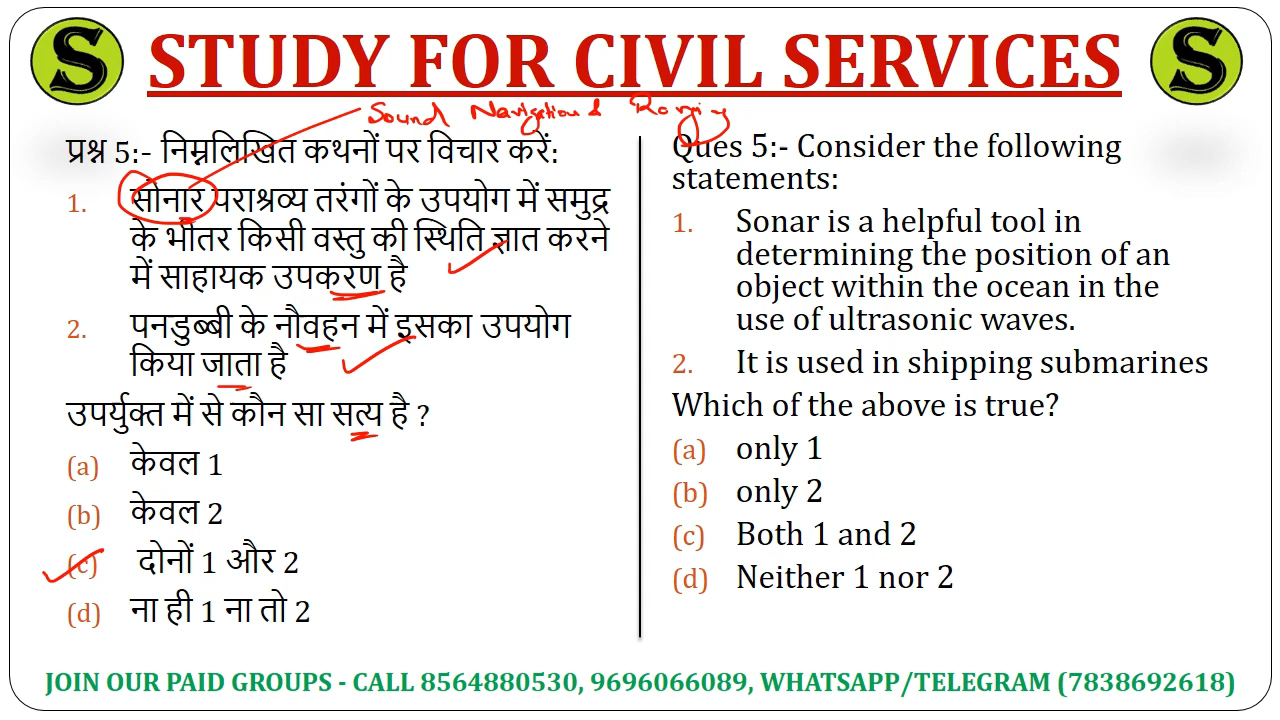 S
STUDY FOR CIVIL SERVICES
S
Sound Navigation & Ranging
प्रश्न 5:- निम्नलिखित कथनों पर विचार करें:
1. सोनार पराश्रव्य तरंगों के उपयोग में समुद्र
के भीतर किसी वस्तु की स्थिति ज्ञात करने
में साहायक उपकरण है
2. पनडुब्बी के नौवहन में इसका उपयोग
किया जाता है
उपर्युक्त में से कौन सा सत्य है ?
(a) केवल 1
(b) केवल 2
(c) दोनों 1 और 2
(d) ना ही 1 ना तो 2
Ques 5:- Consider the following
statements:
1. Sonar is a helpful tool in
determining the position of an
object within the ocean in the
use of ultrasonic waves.
2. It is used in shipping submarines
Which of the above is true?
(a) only 1
(b) only 2
(c) Both 1 and 2
(d) Neither 1 nor 2
JOIN OUR PAID GROUPS - CALL 8564880530, 9696066089, WHATSAPP/TELEGRAM (7838692618)